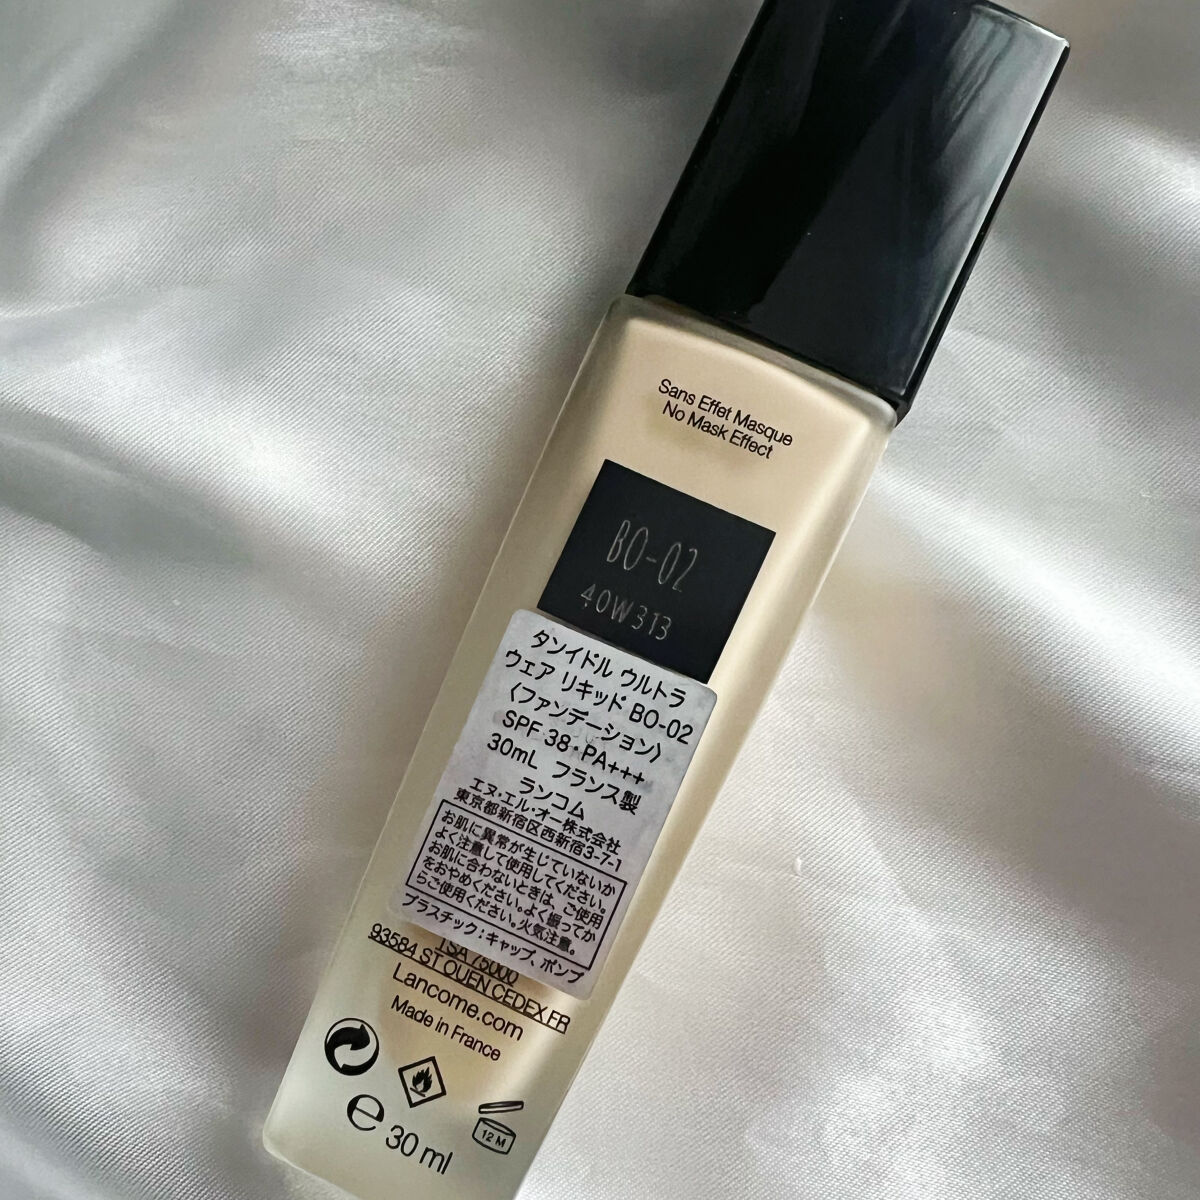 Sans Effet Masque
No Mask Effect
BO-02
40W313
タンイドル ウルトラ
ウェア リキッド BO-02
〈ファンデーション〉
SPF 38・PA+++
30mL フランス製
ランコム
エヌ・エル・オー株式会社
東京都新宿区西新宿3-7-1
お肌に異常が生じていないか
よく注意して使用してください。
お肌に合わないときは、ご使用
をおやめください。よく振ってか
らご使用ください。火気注意。
プラスチック:キャップ、ポンプ
TSA 75000
93584 ST OUEN CEDEX FR
Lancome.com
Made in France
12 M
e 30 ml